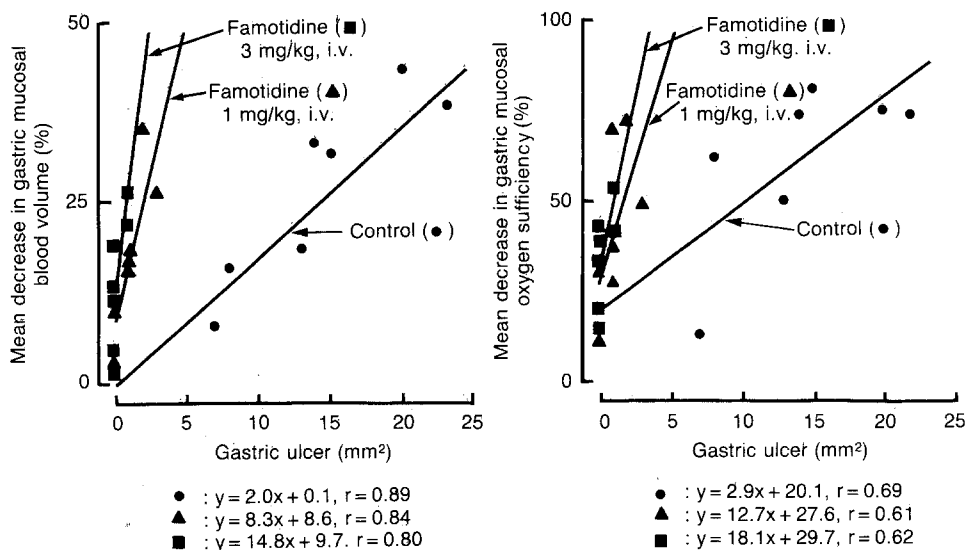 50
25
0
Mean decrease in gastric mucosal
blood volume (%)
Famotidine (■)
3 mg/kg, i.v.
Famotidine (▲)
1 mg/kg, i.v.
Control (●)
0 5 10 15 20 25
Gastric ulcer (mm²)
● : y=2.0x+0.1, r=0.89
▲ : y=8.3x+8.6, r=0.84
■ : y=14.8x+9.7. r=0.80
100
50
0
Mean decrease in gastric mucosal
oxygen sufficiency (%)
Famotidine (■)
3 mg/kg. i.v.
Famotidine (▲)
1 mg/kg, i.v.
Control (●)
0 5 10 15 20 25
Gastric ulcer (mm²)
● : y=2.9x+20.1, r=0.69
▲ : y=12.7x+27.6, r=0.61
■ : y=18.1x+29.7, r=0.62